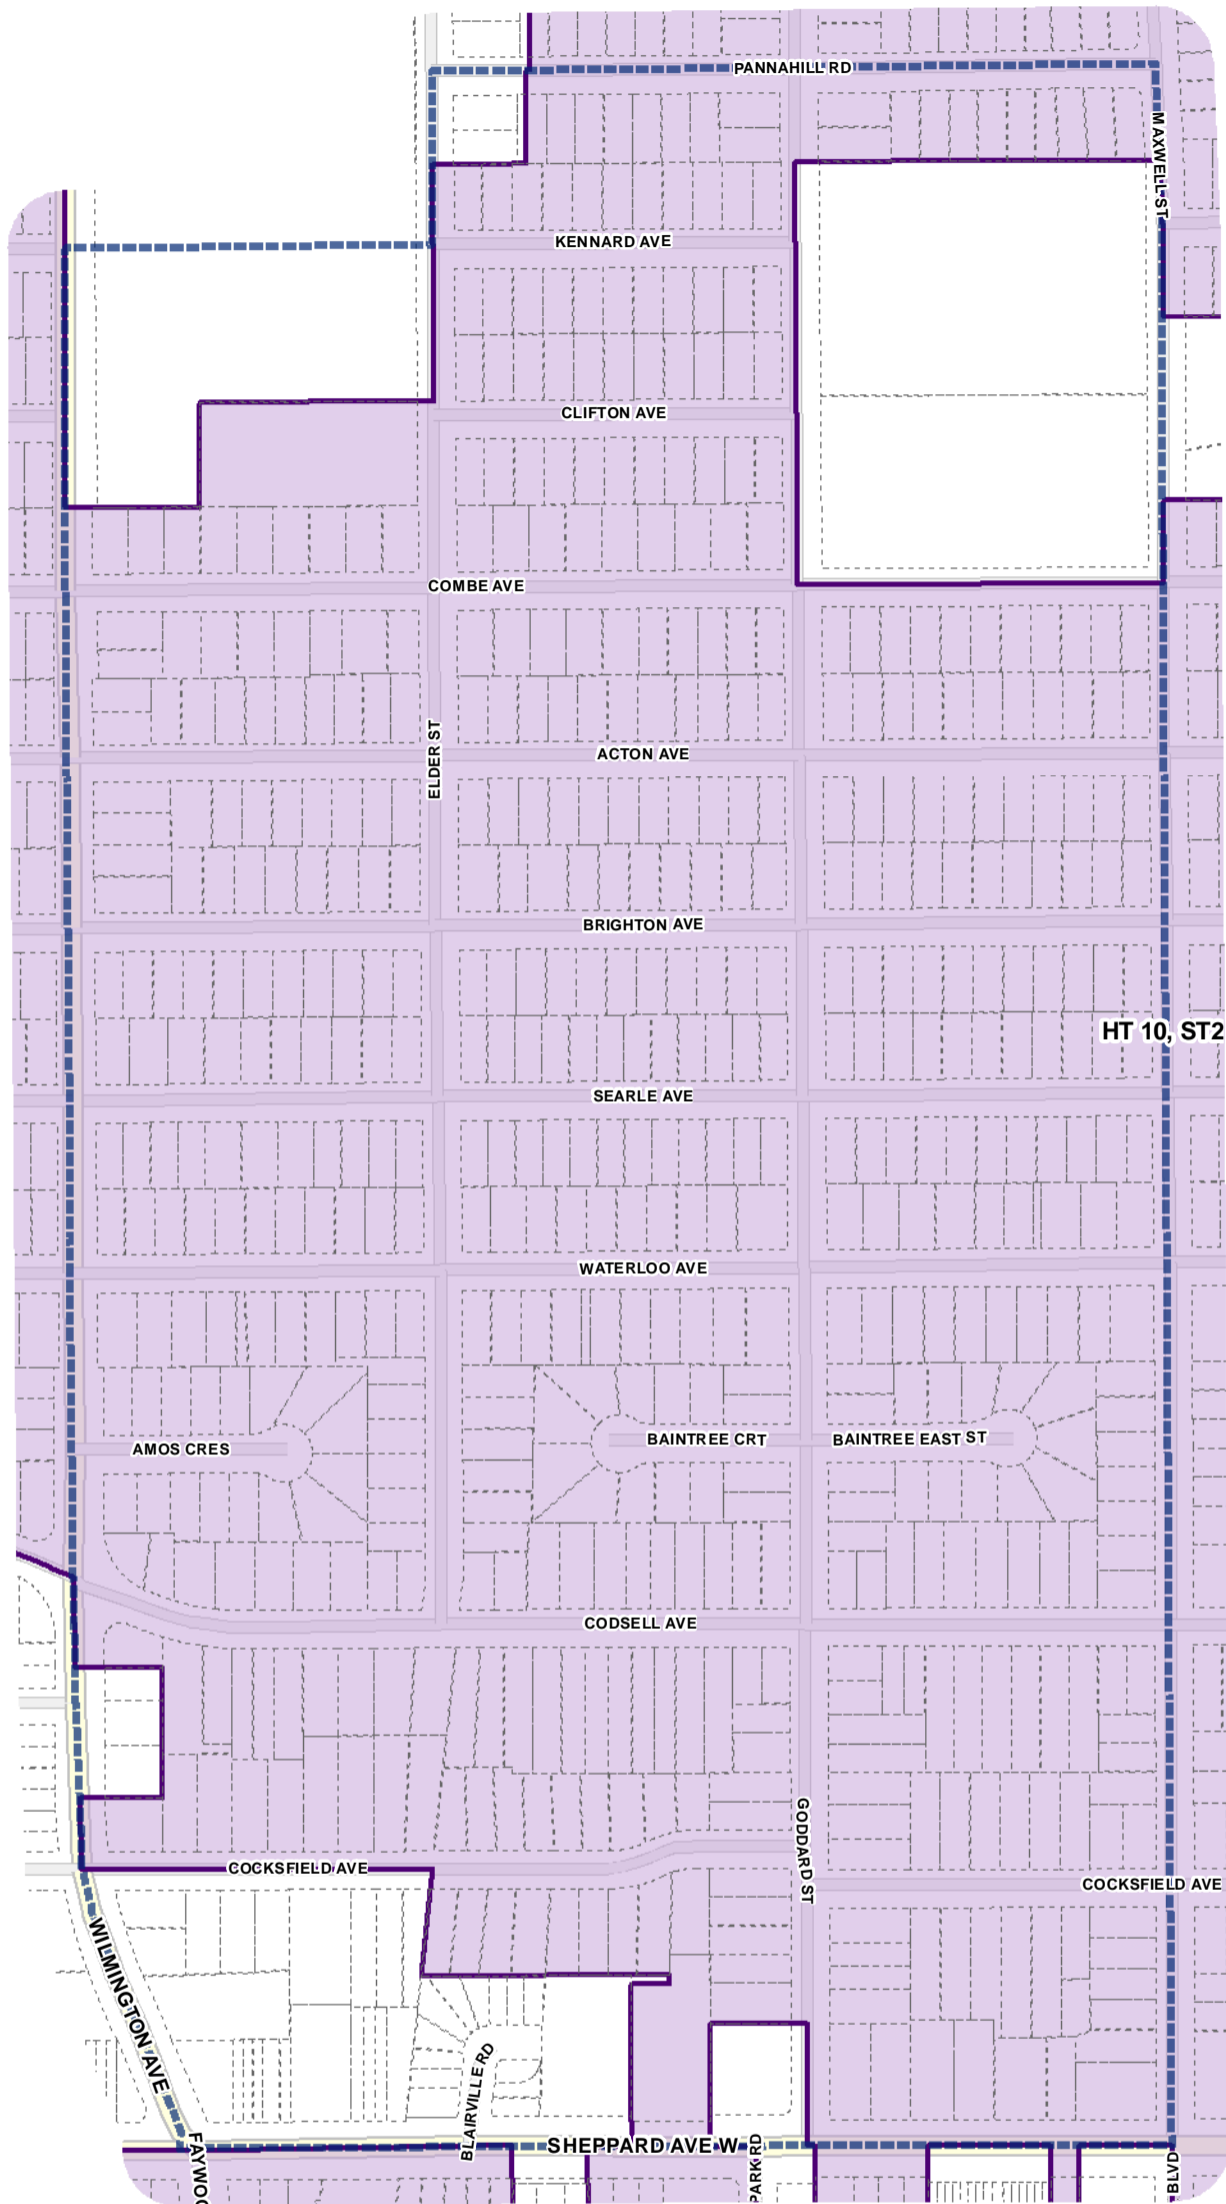 PANNAHILL RD
MAXWELL ST
KENNARD AVE
CLIFTON AVE
COMBE AVE
ELDER ST
ACTON AVE
BRIGHTON AVE
HT 10, ST2
SEARLE AVE
WATERLOO AVE
AMOS CRES
BAINTREE CRT
BAINTREE EAST ST
CODSELL AVE
GODDARD ST
COCKSFIELD AVE
COCKSFIELD AVE
WILMINGTON AVE
BLAIRVILLE RD
SHEPPARD AVE W
FAYWO
PARK RD
BLVD